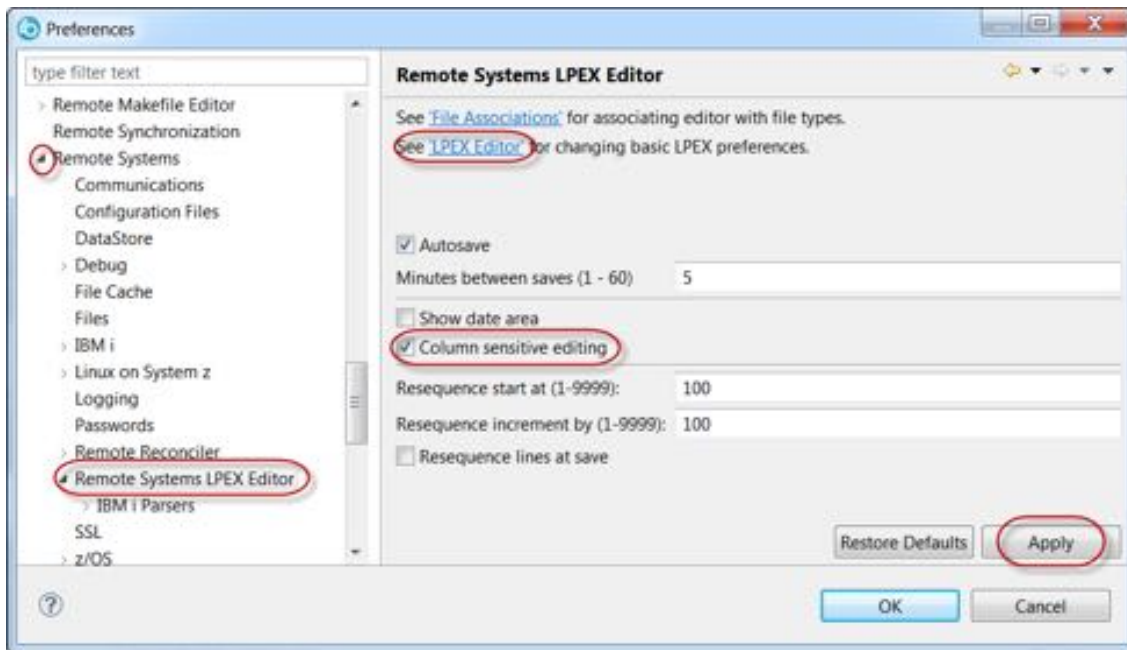 Preferences
type filter text
Remote Makefile Editor
Remote Synchronization
Remote Systems
Communications
Configuration Files
DataStore
Debug
File Cache
Files
IBM i
Linux on System z
Logging
Passwords
Remote Reconciler
Remote Systems LPEX Editor
IBM i Parsers
SSL
z/OS
Remote Systems LPEX Editor
See 'File Associations' for associating editor with file types.
See 'LPEX Editor' for changing basic LPEX preferences.
Autosave
Minutes between saves (1 - 60) 5
Show date area
Column sensitive editing
Resequence start at (1-9999): 100
Resequence increment by (1-9999): 100
Resequence lines at save
Restore Defaults Apply
? OK Cancel